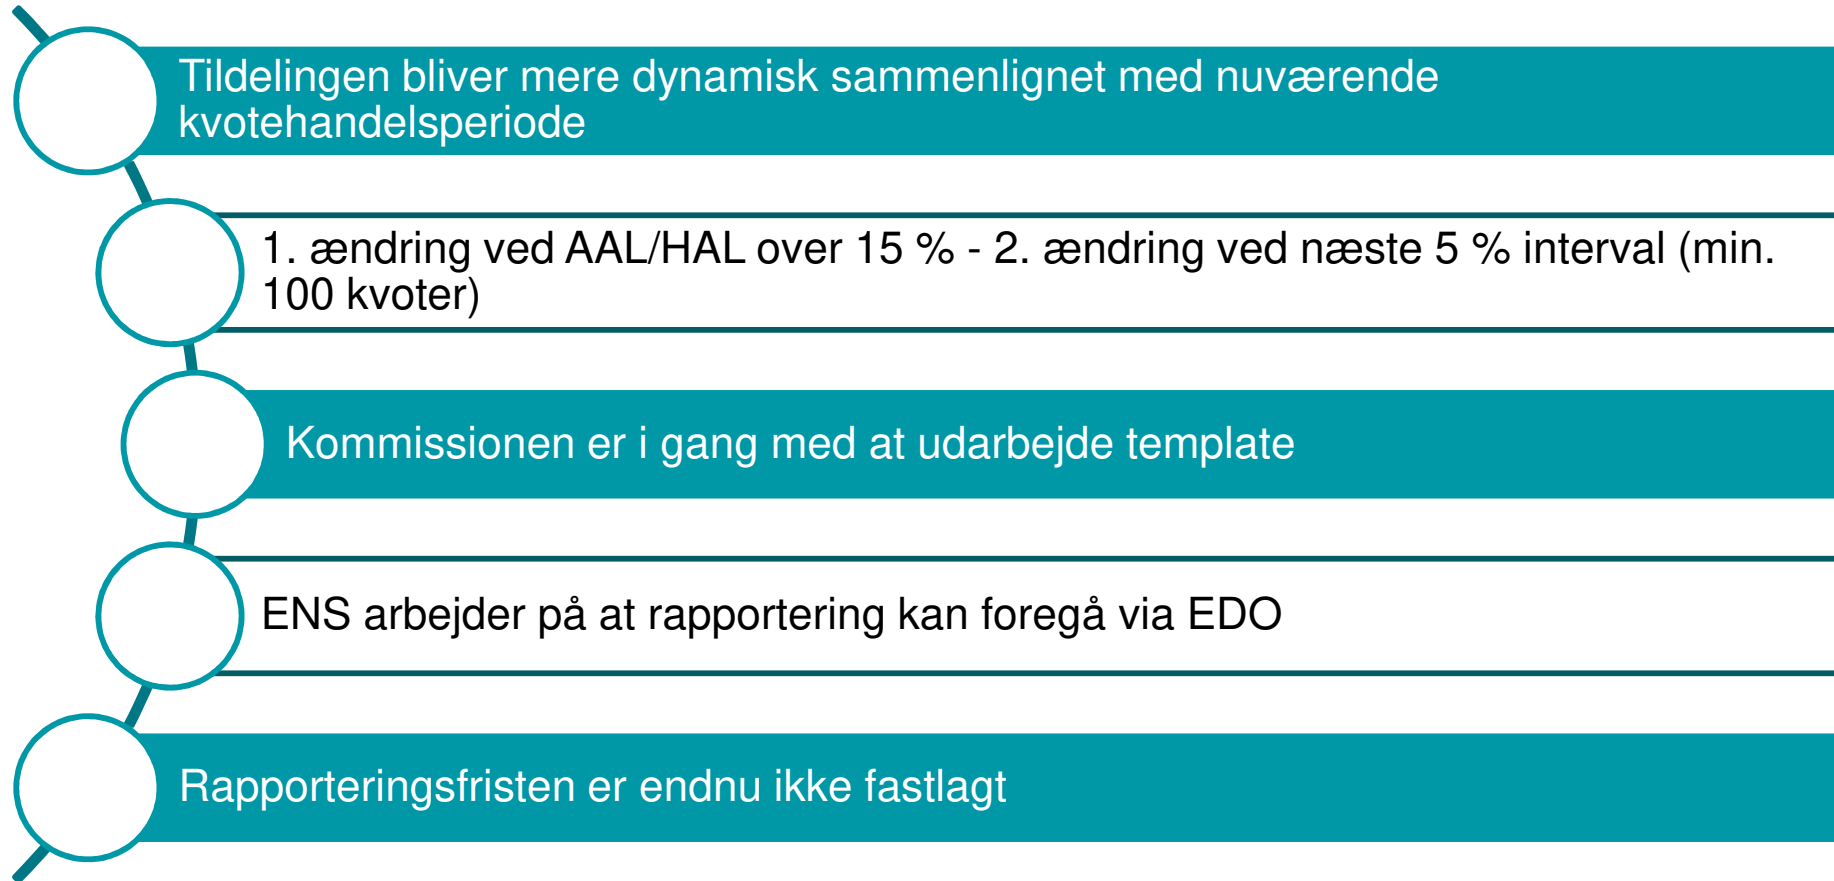 Tildelingen bliver mere dynamisk sammenlignet med nuværende
kvotehandelsperiode
1. ændring ved AAL/HAL over 15 % - 2. ændring ved næste 5 % interval (min.
100 kvoter)
Kommissionen er i gang med at udarbejde template
ENS arbejder på at rapportering kan foregå via EDO
Rapporteringsfristen er endnu ikke fastlagt